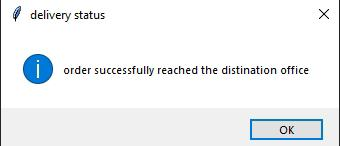 delivery status
order successfully reached the distination office
OK